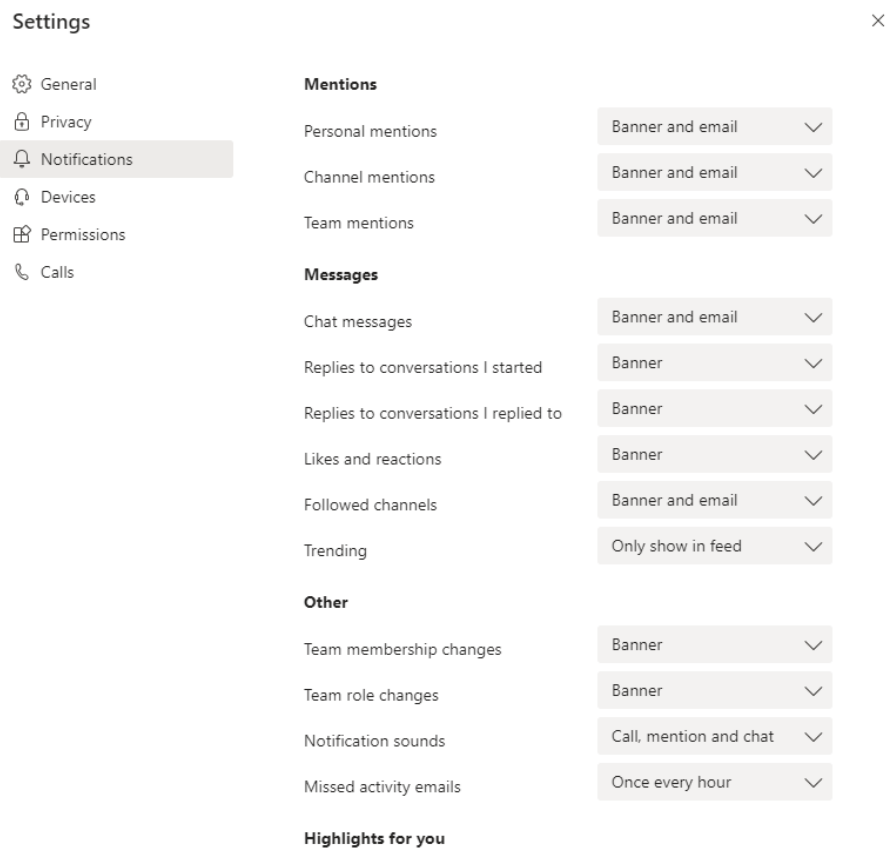 Settings
General
Privacy
Notifications
Devices
Permissions
Calls
Mentions
Personal mentions Banner and email
Channel mentions Banner and email
Team mentions Banner and email
Messages
Chat messages Banner and email
Replies to conversations I started Banner
Replies to conversations I replied to Banner
Likes and reactions Banner
Followed channels Banner and email
Trending Only show in feed
Other
Team membership changes Banner
Team role changes Banner
Notification sounds Call, mention and chat
Missed activity emails Once every hour
Highlights for you